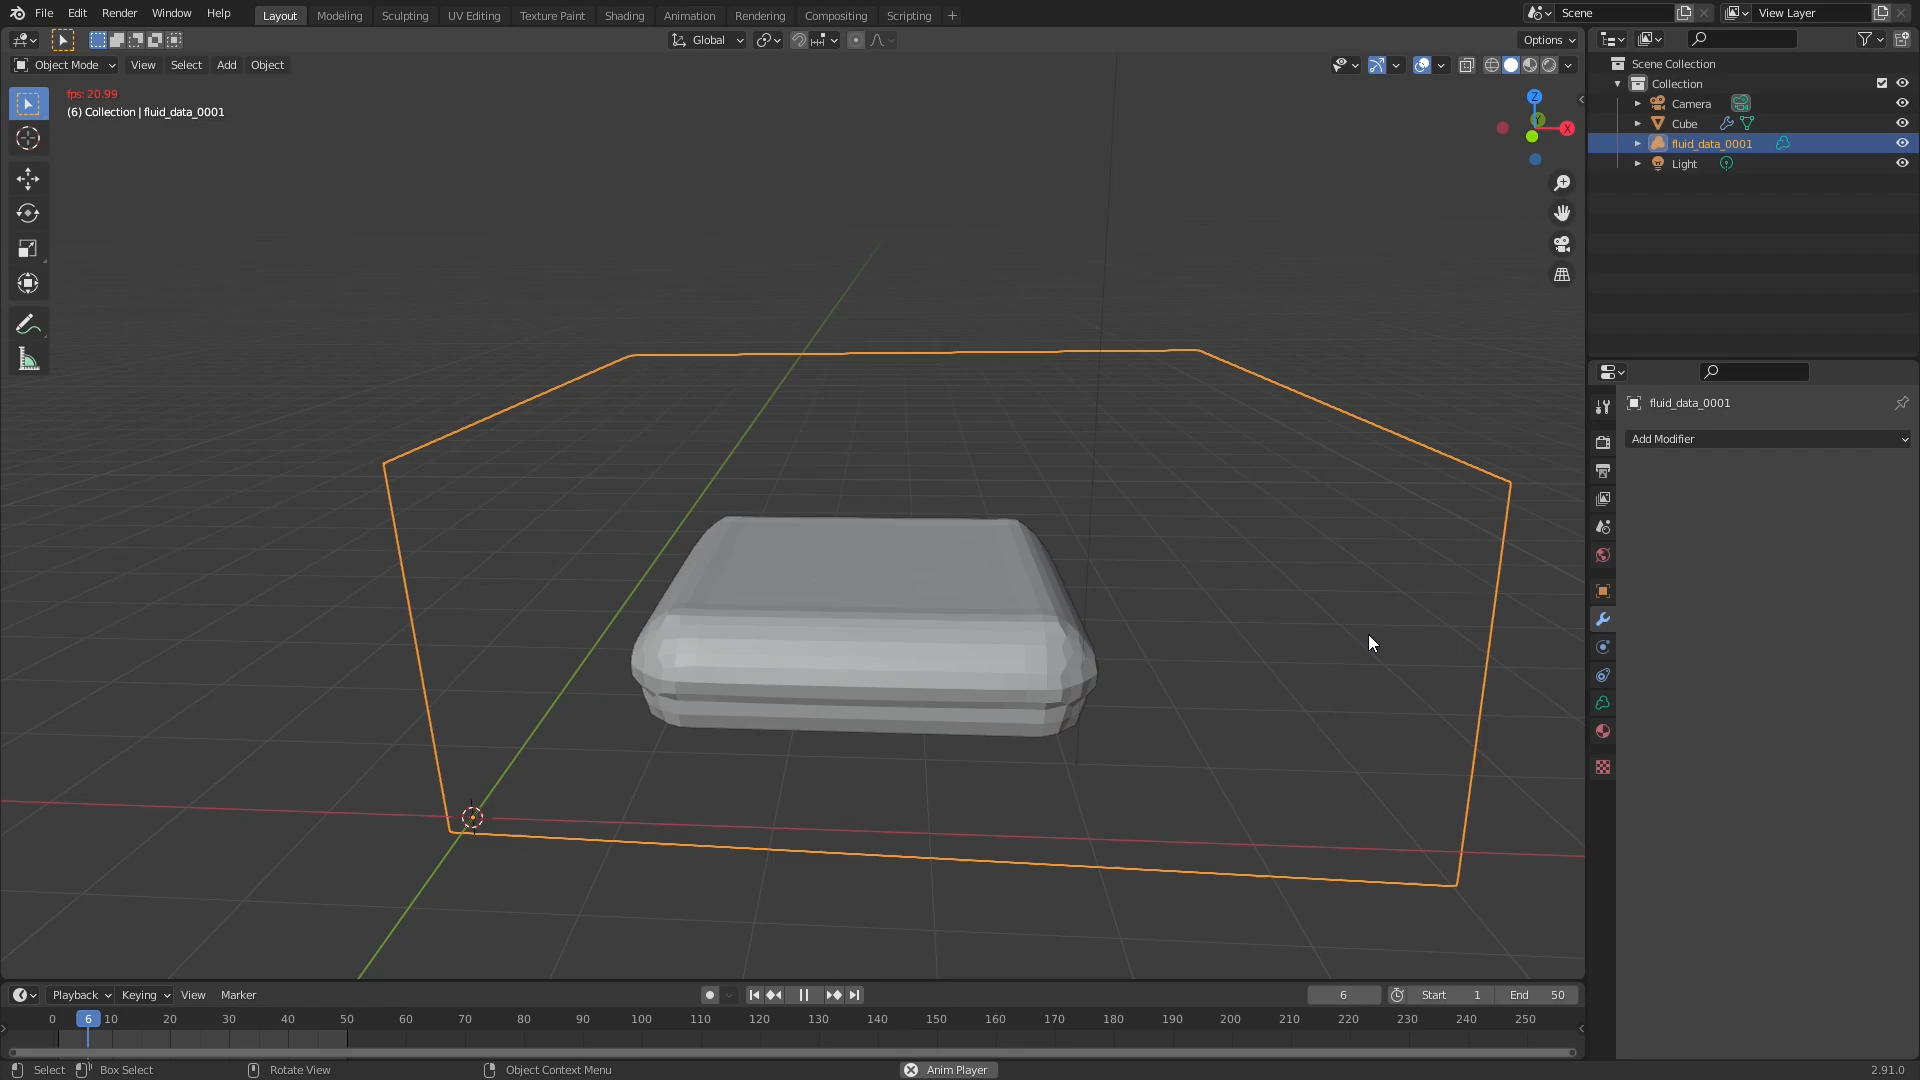 File Edit Render Window Help Layout Modeling Sculpting UV Editing Texture Paint Shading Animation Rendering Compositing Scripting + Scene View Layer
Global Options
Object Mode View Select Add Object
fps: 20.99
(6) Collection | fluid_data_0001
Z
Y
X
Scene Collection
Collection
Camera
Cube
fluid_data_0001
Light
fluid_data_0001
Add Modifier
Playback Keying View Marker 6 Start 1 End 50
0 6 10 20 30 40 50 60 70 80 90 100 110 120 130 140 150 160 170 180 190 200 210 220 230 240 250
Select Box Select Rotate View Object Context Menu Anim Player 2.91.0